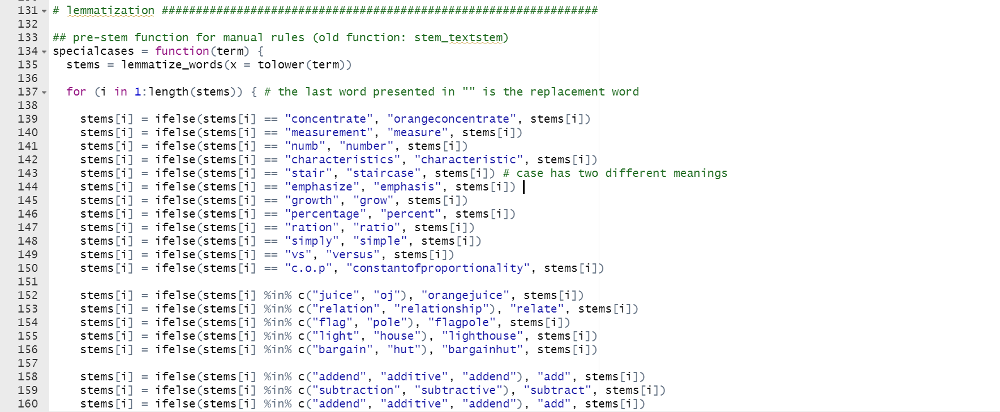 131 # lemmatization ################################################################
132
133 ## pre-stem function for manual rules (old function: stem_textstem)
134 specialcases = function(term) {
135   stems = lemmatize_words(x = tolower(term))
136
137   for (i in 1:length(stems)) { # the last word presented in "" is the replacement word
138
139     stems[i] = ifelse(stems[i] == "concentrate", "orangeconcentrate", stems[i])
140     stems[i] = ifelse(stems[i] == "measurement", "measure", stems[i])
141     stems[i] = ifelse(stems[i] == "numb", "number", stems[i])
142     stems[i] = ifelse(stems[i] == "characteristics", "characteristic", stems[i])
143     stems[i] = ifelse(stems[i] == "stair", "staircase", stems[i]) # case has two different meanings
144     stems[i] = ifelse(stems[i] == "emphasize", "emphasis", stems[i])
145     stems[i] = ifelse(stems[i] == "growth", "grow", stems[i])
146     stems[i] = ifelse(stems[i] == "percentage", "percent", stems[i])
147     stems[i] = ifelse(stems[i] == "ration", "ratio", stems[i])
148     stems[i] = ifelse(stems[i] == "simply", "simple", stems[i])
149     stems[i] = ifelse(stems[i] == "vs", "versus", stems[i])
150     stems[i] = ifelse(stems[i] == "c.o.p", "constantofproportionality", stems[i])
151
152     stems[i] = ifelse(stems[i] %in% c("juice", "oj"), "orangejuice", stems[i])
153     stems[i] = ifelse(stems[i] %in% c("relation", "relationship"), "relate", stems[i])
154     stems[i] = ifelse(stems[i] %in% c("flag", "pole"), "flagpole", stems[i])
155     stems[i] = ifelse(stems[i] %in% c("light", "house"), "lighthouse", stems[i])
156     stems[i] = ifelse(stems[i] %in% c("bargain", "hut"), "bargainhut", stems[i])
157
158     stems[i] = ifelse(stems[i] %in% c("addend", "additive", "addend"), "add", stems[i])
159     stems[i] = ifelse(stems[i] %in% c("subtraction", "subtractive"), "subtract", stems[i])
160     stems[i] = ifelse(stems[i] %in% c("addend", "additive", "addend"), "add", stems[i])